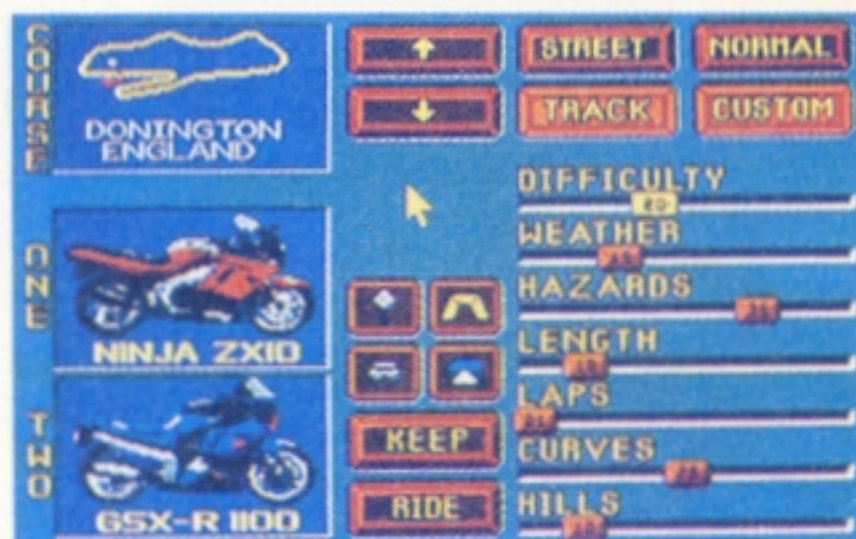 COURSE
DONINGTON
ENGLAND
STREET
NORMAL
TRACK
CUSTOM
ONE
NINJA ZX10
TWO
GSX-R 1100
KEEP
RIDE
DIFFICULTY
WEATHER
HAZARDS
LENGTH
LAPS
CURVES
HILLS